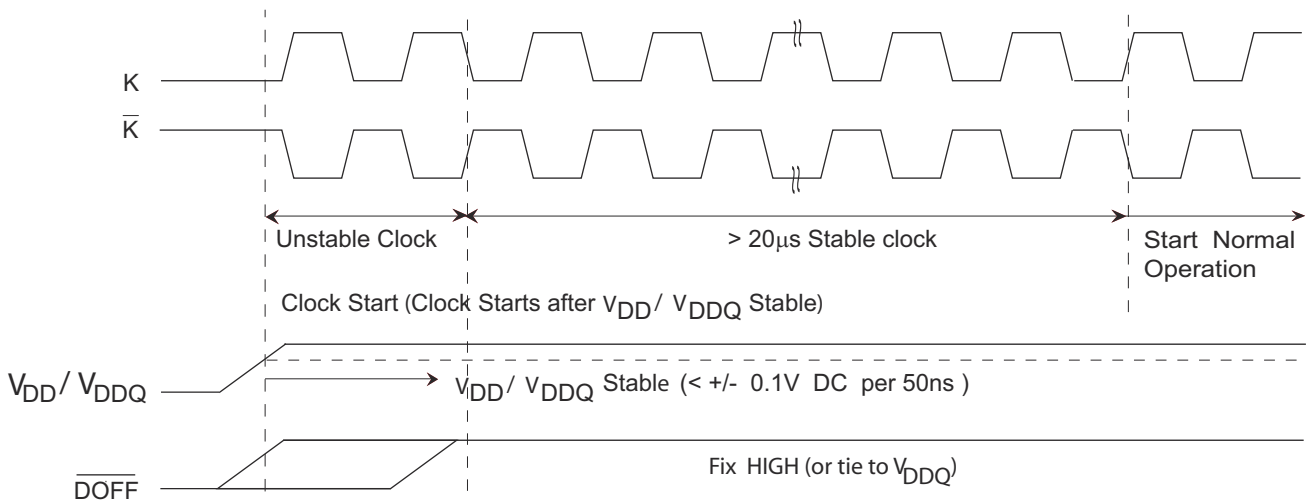 K
K̅
Unstable Clock
> 20μs Stable clock
Start Normal
Operation
Clock Start (Clock Starts after VDD / VDDQ Stable)
VDD / VDDQ
VDD / VDDQ Stable (< +/- 0.1V DC per 50ns )
D̅O̅F̅F̅
Fix HIGH (or tie to VDDQ)